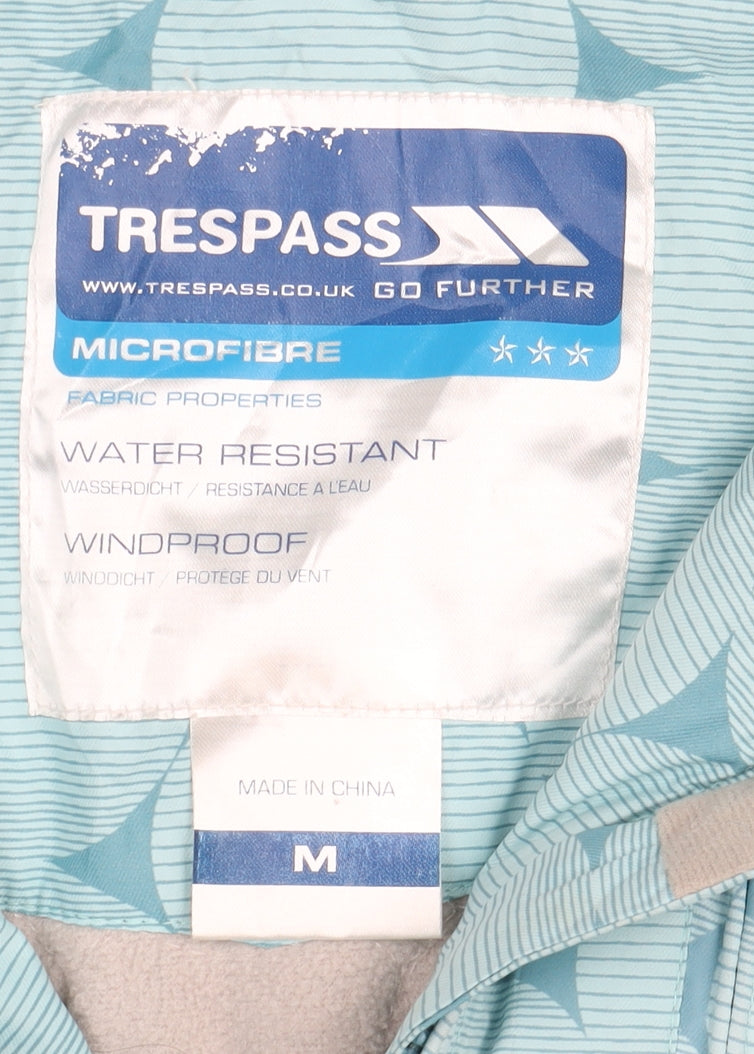 TRESPASS
WWW.TRESPASS.CO.UK GO FURTHER
MICROFIBRE
FABRIC PROPERTIES
WATER RESISTANT
WASSERDICHT / RESISTANCE A L'EAU
WINDPROOF
WINDDICHT / PROTÈGE DU VENT
MADE IN CHINA
M